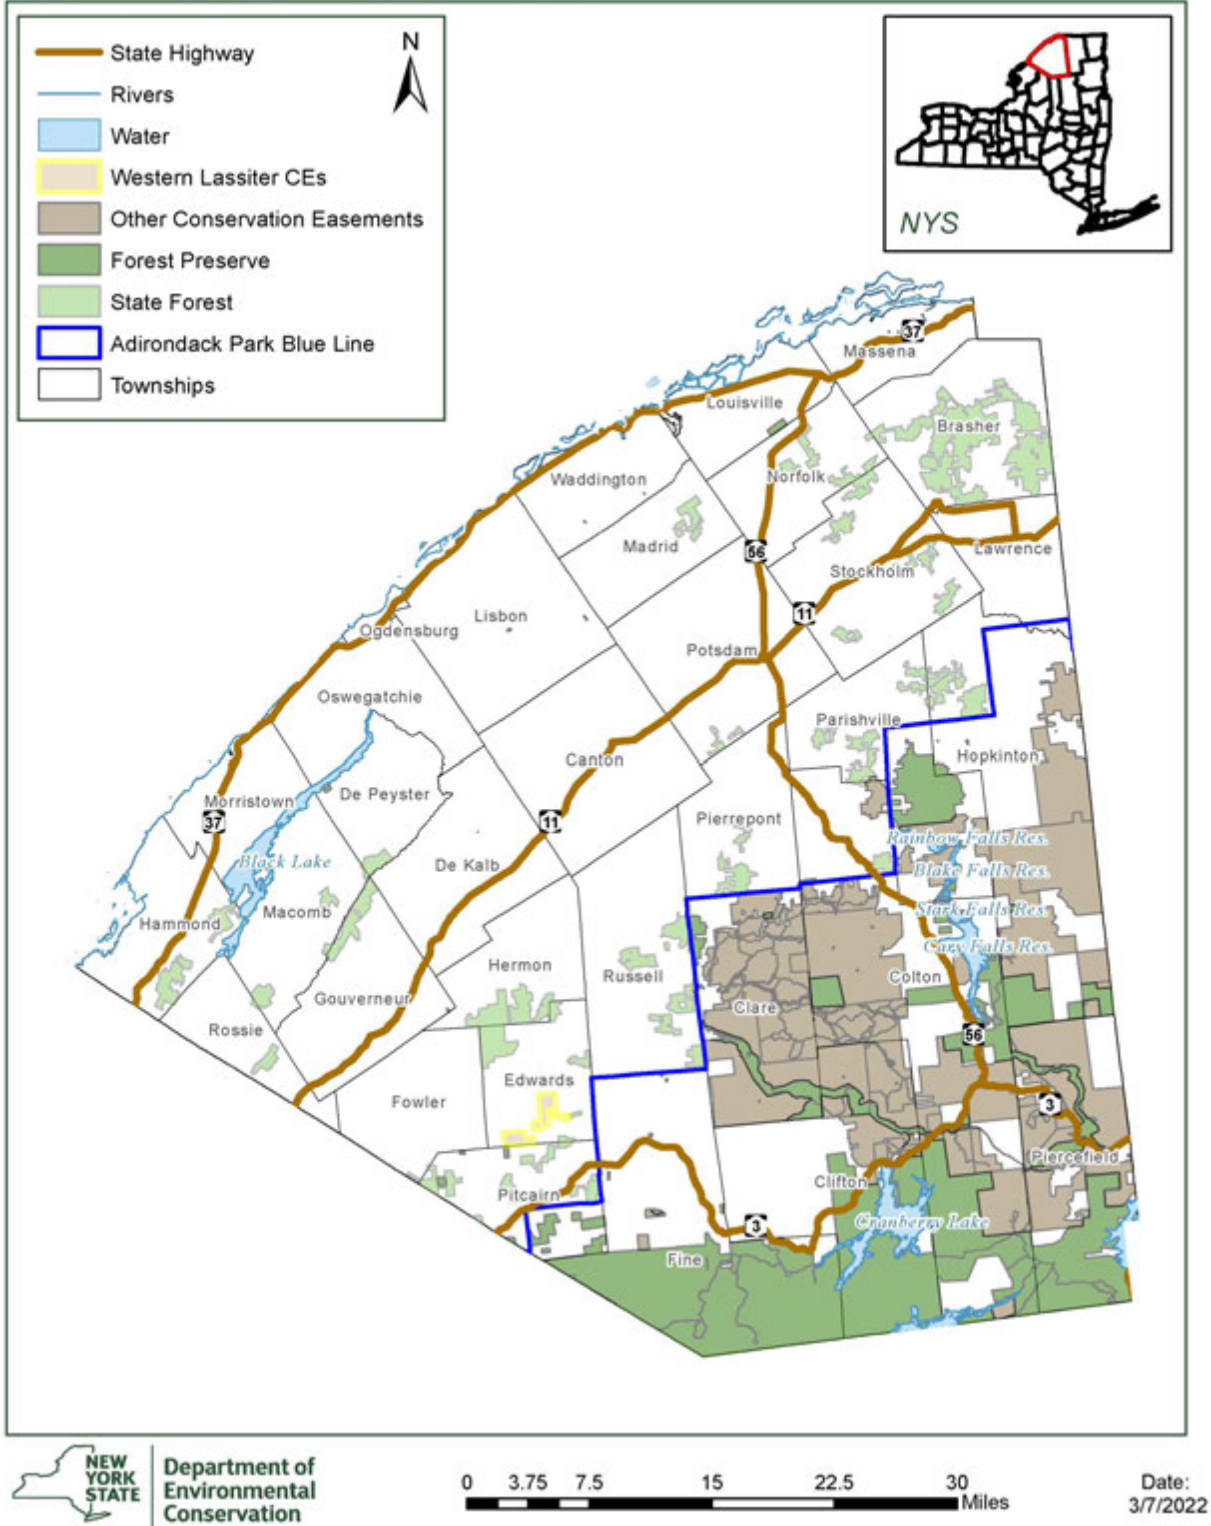 State Highway
Rivers
Water
Western Lassiter CEs
Other Conservation Easements
Forest Preserve
State Forest
Adirondack Park Blue Line
Townships
N
NYS
37
Massena
Louisville
Brasher
Waddington
Norfolk
Madrid
56
Lawrence
Stockholm
11
Lisbon
Ogdensburg
Potsdam
Oswegatchie
Parishville
Canton
Hopkinton
De Peyster
Morristown
37
11
Pierrepont
Rainbow Falls Res.
Black Lake
De Kalb
Blake Falls Res.
Macomb
Stark Falls Res.
Hammond
Cary Falls Res.
Hermon
Russell
Colton
Gouverneur
Clare
Rossie
56
Edwards
Fowler
3
Piercefield
Clifton
Pitcairn
Cranberry Lake
3
Fine
NEW
YORK
STATE
Department of
Environmental
Conservation
0 3.75 7.5 15 22.5 30
Miles
Date:
3/7/2022